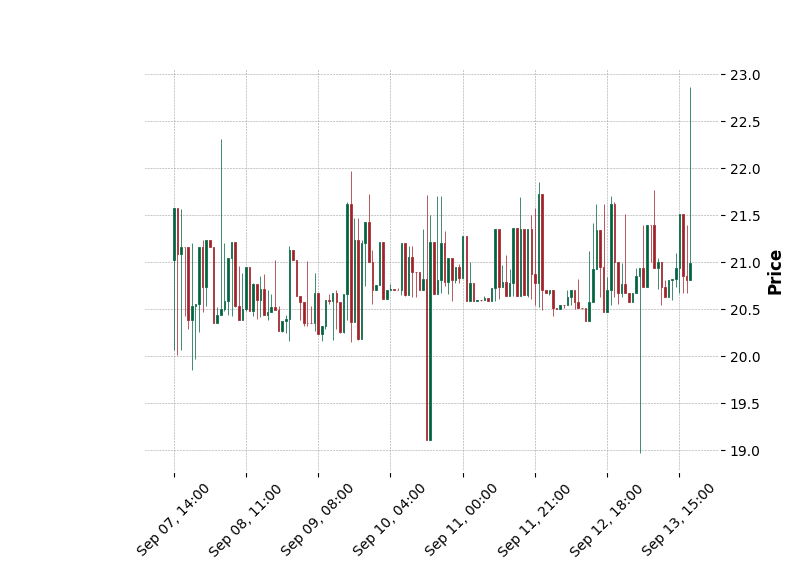 23.0
22.5
22.0
21.5
21.0
20.5
20.0
19.5
19.0
Price
Sep 07, 14:00
Sep 08, 11:00
Sep 09, 08:00
Sep 10, 04:00
Sep 11, 00:00
Sep 11, 21:00
Sep 12, 18:00
Sep 13, 15:00